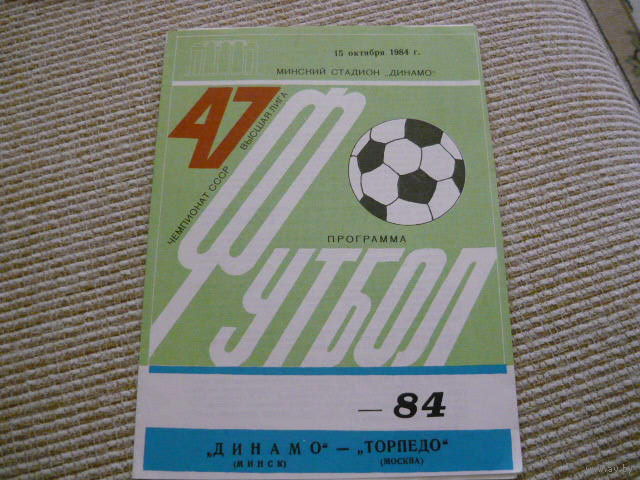 15 октября 1984 г.
МИНСКИЙ СТАДИОН „ДИНАМО"
47
ЧЕМПИОНАТ СССР
ВЫСШАЯ ЛИГА
ПРОГРАММА
ФУТБОЛ
— 84
„ДИНАМО" — „ТОРПЕДО"
(МИНСК) (МОСКВА)